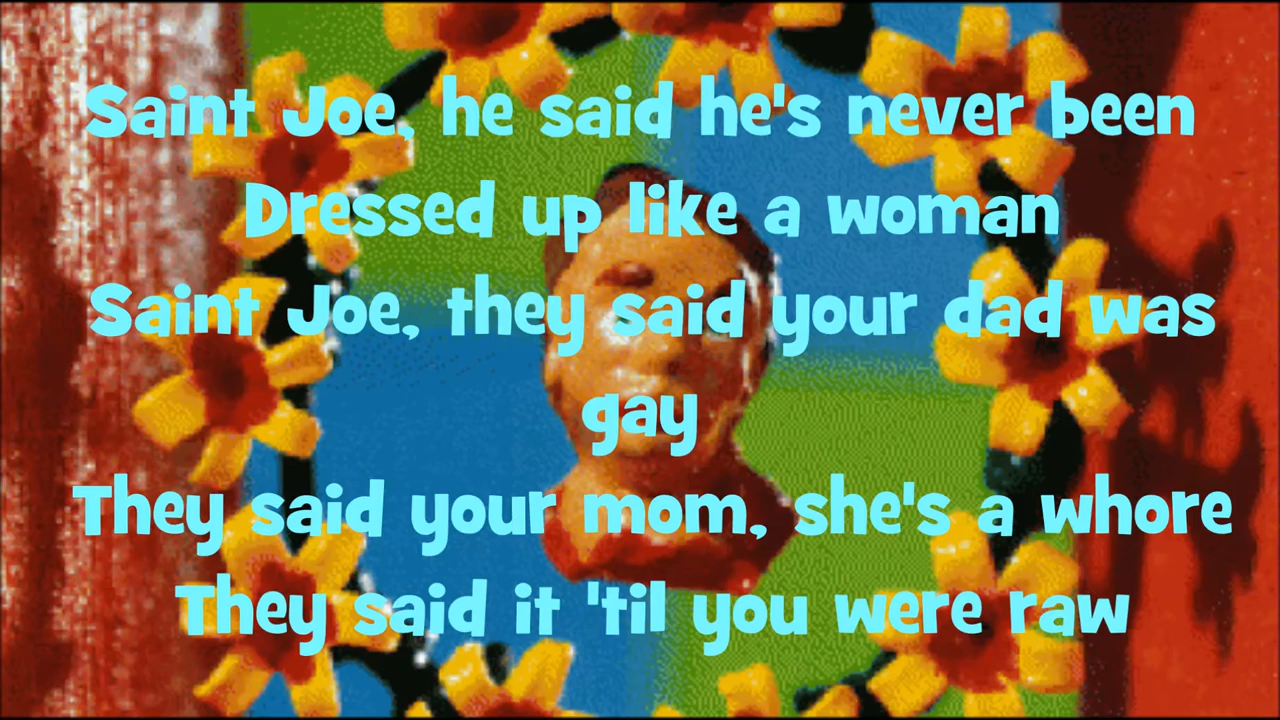 Saint Joe, he said he's never been
Dressed up like a woman
Saint Joe, they said your dad was
gay
They said your mom, she's a whore
They said it 'til you were raw